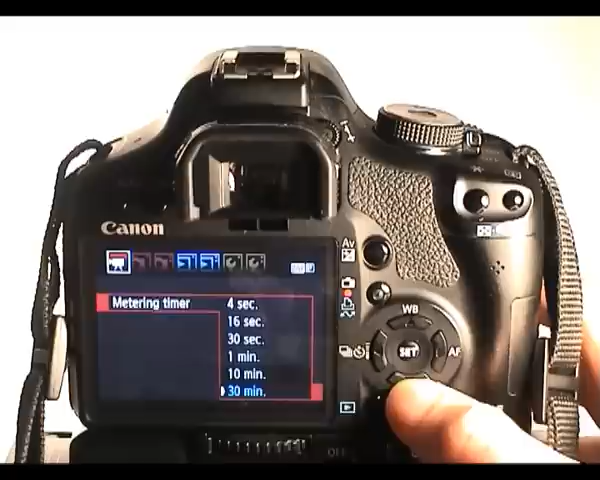 Canon
Metering timer
4 sec.
16 sec.
30 sec.
1 min.
10 min.
30 min.
Av
WB
SET
AF
OFF